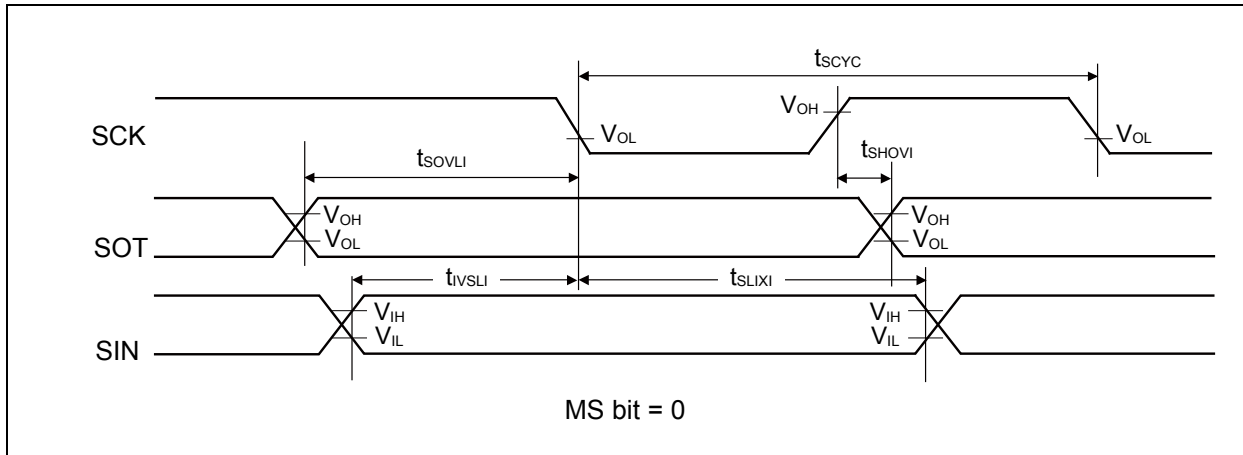 tSCYC
VOH
SCK
VOL
VOL
tSOVLI
tSHOVI
VOH
VOH
SOT
VOL
VOL
tIVSLI
tSLIXI
VIH
VIH
SIN
VIL
VIL
MS bit = 0